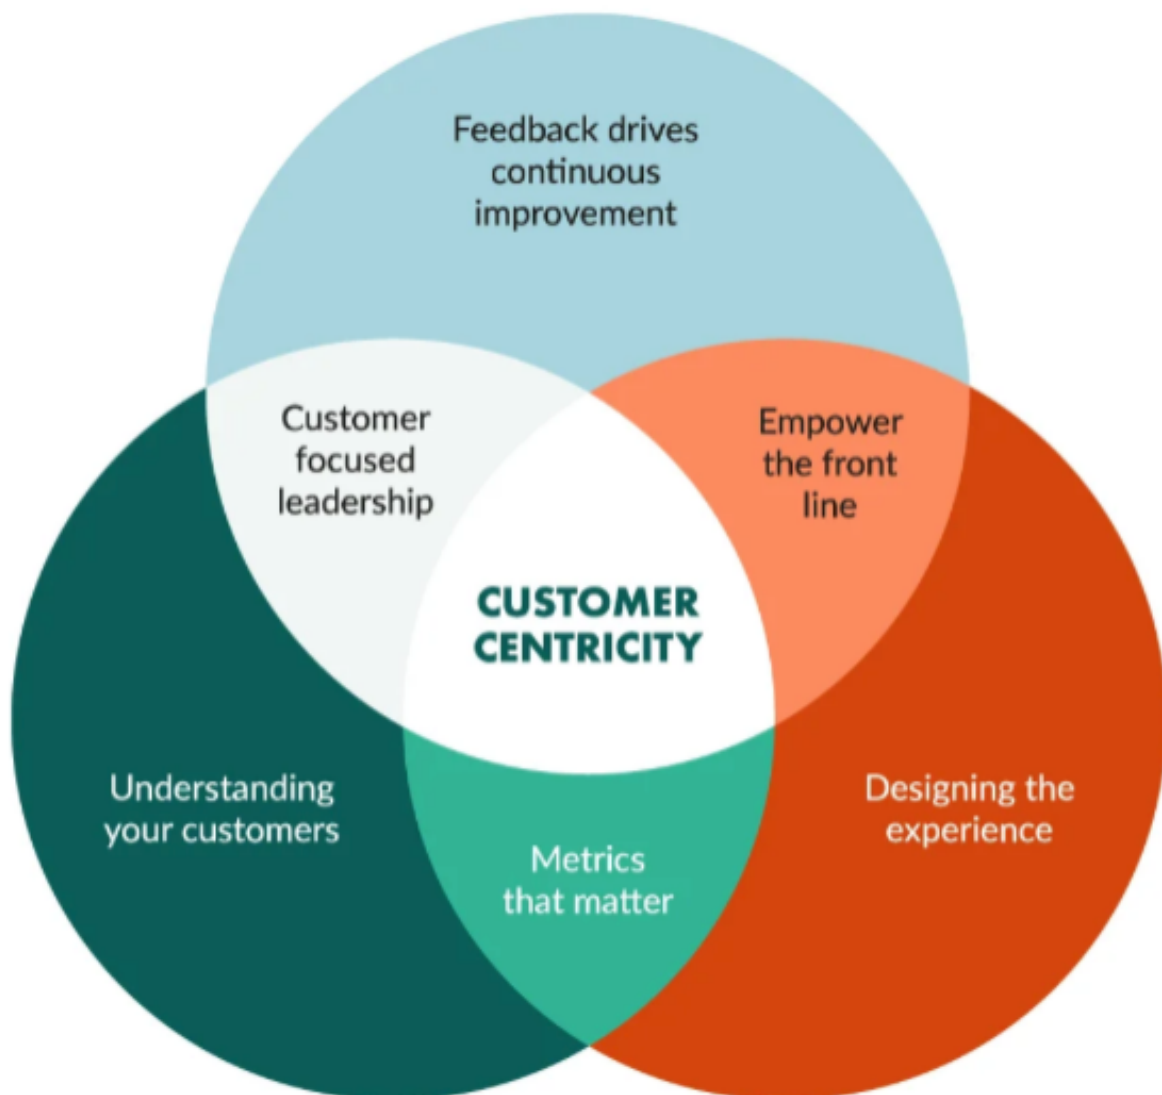 Feedback drives
continuous
improvement
Customer
focused
leadership
Empower
the front
line
CUSTOMER
CENTRICITY
Understanding
your customers
Designing the
experience
Metrics
that matter